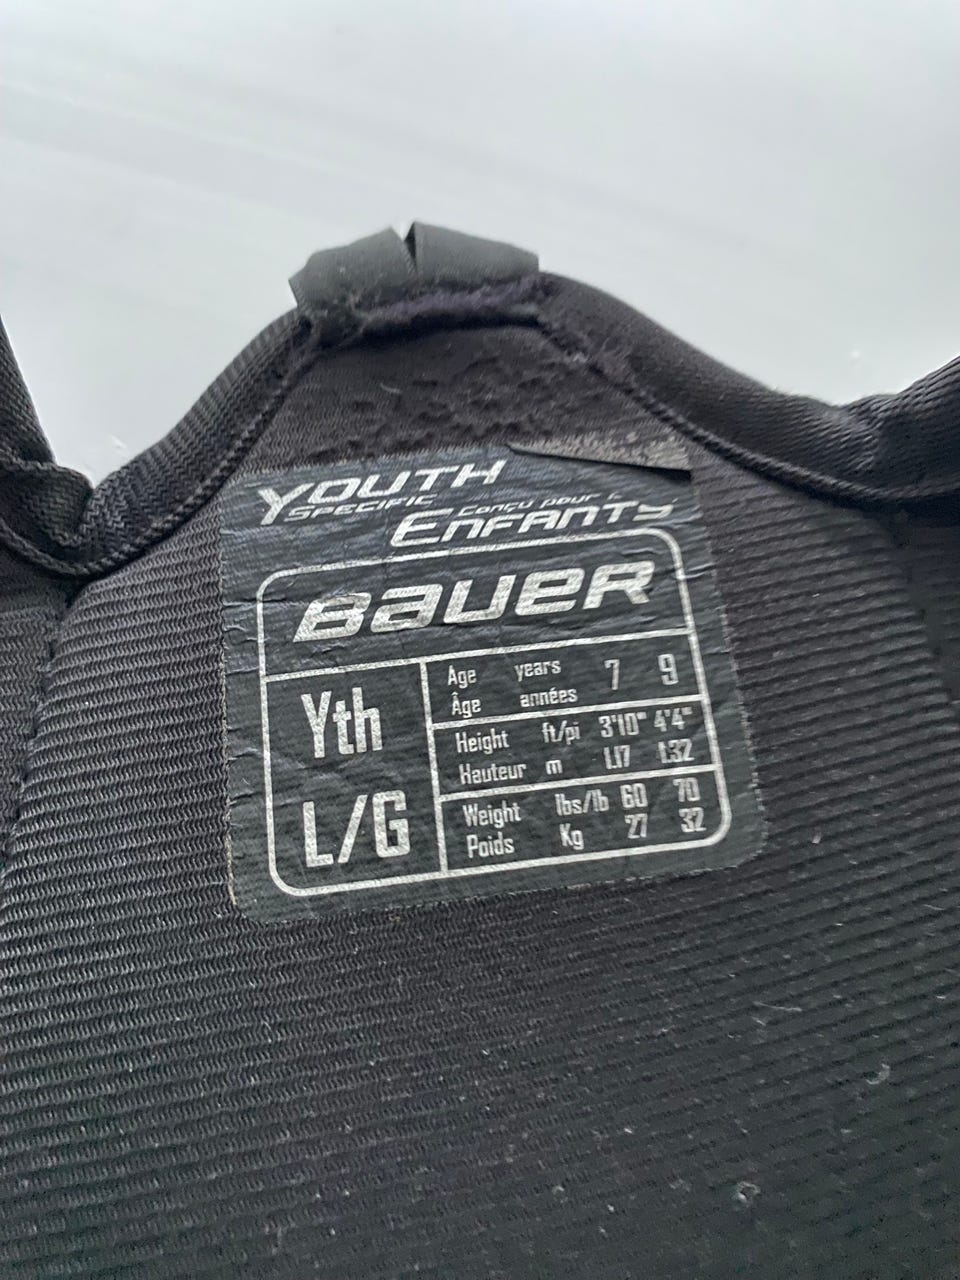 YOUTH
SPECIFIC CONÇU POUR
ENFANTS
BAUER
Yth
L/G
Age years 7 9
Âge années
Height ft/pi 3'10" 4'4"
Hauteur m 1.17 1.32
Weight lbs/lb 60 70
Poids Kg 27 32